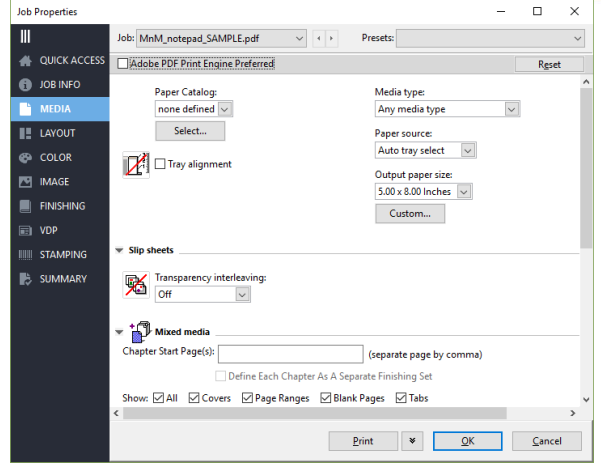 Job Properties
Job: MnM_notepad_SAMPLE.pdf Presets:
QUICK ACCESS
Adobe PDF Print Engine Preferred Reset
JOB INFO
MEDIA
LAYOUT
COLOR
IMAGE
FINISHING
VDP
STAMPING
SUMMARY
Paper Catalog:
none defined
Select...
Tray alignment
Media type:
Any media type
Paper source:
Auto tray select
Output paper size:
5.00 x 8.00 Inches
Custom...
Slip sheets
Transparency interleaving:
Off
Mixed media
Chapter Start Page(s): (separate page by comma)
Define Each Chapter As A Separate Finishing Set
Show: All Covers Page Ranges Blank Pages Tabs
Print OK Cancel